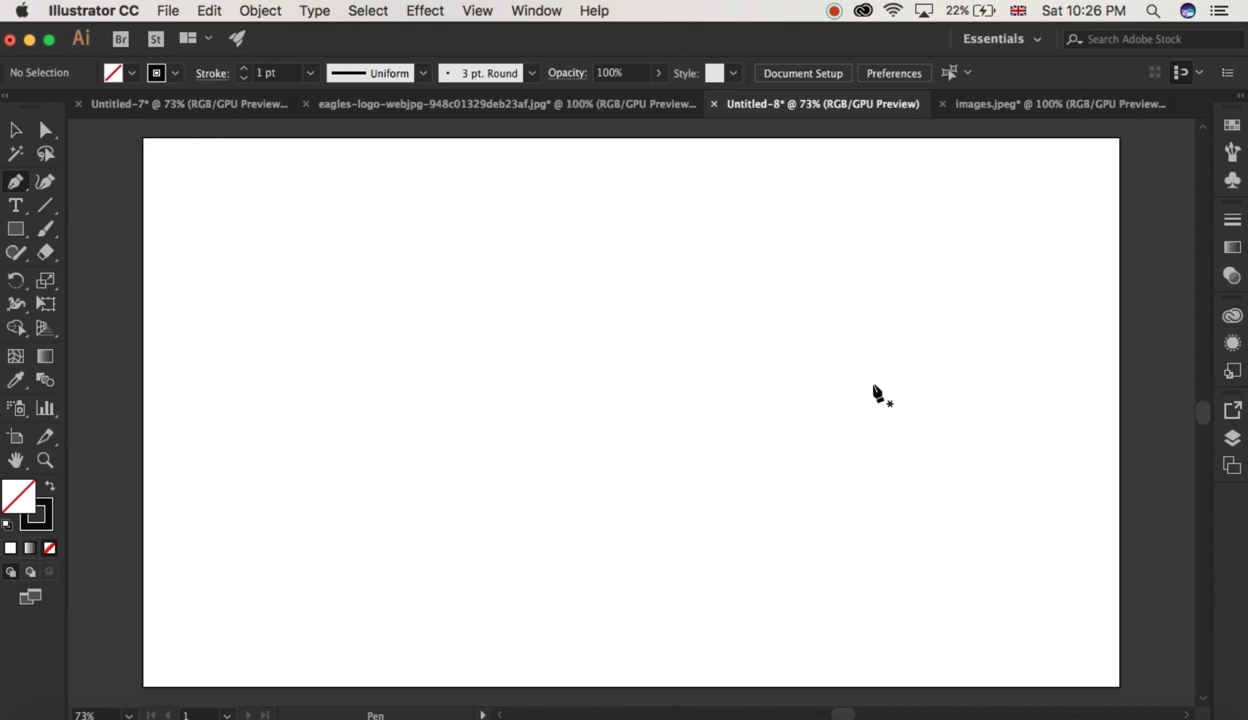 Illustrator CC File Edit Object Type Select Effect View Window Help 22% Sat 10:26 PM
Ai Br St Essentials Search Adobe Stock
No Selection Stroke: 1 pt Uniform 3 pt. Round Opacity: 100% Style: Document Setup Preferences
Untitled-7* @ 73% (RGB/GPU Preview... eagles-logo-webjpg-948c01329deb23af.jpg* @ 100% (RGB/GPU Preview... Untitled-8* @ 73% (RGB/GPU Preview) images.jpeg* @ 100% (RGB/GPU Preview...
T
73% 1 Pen